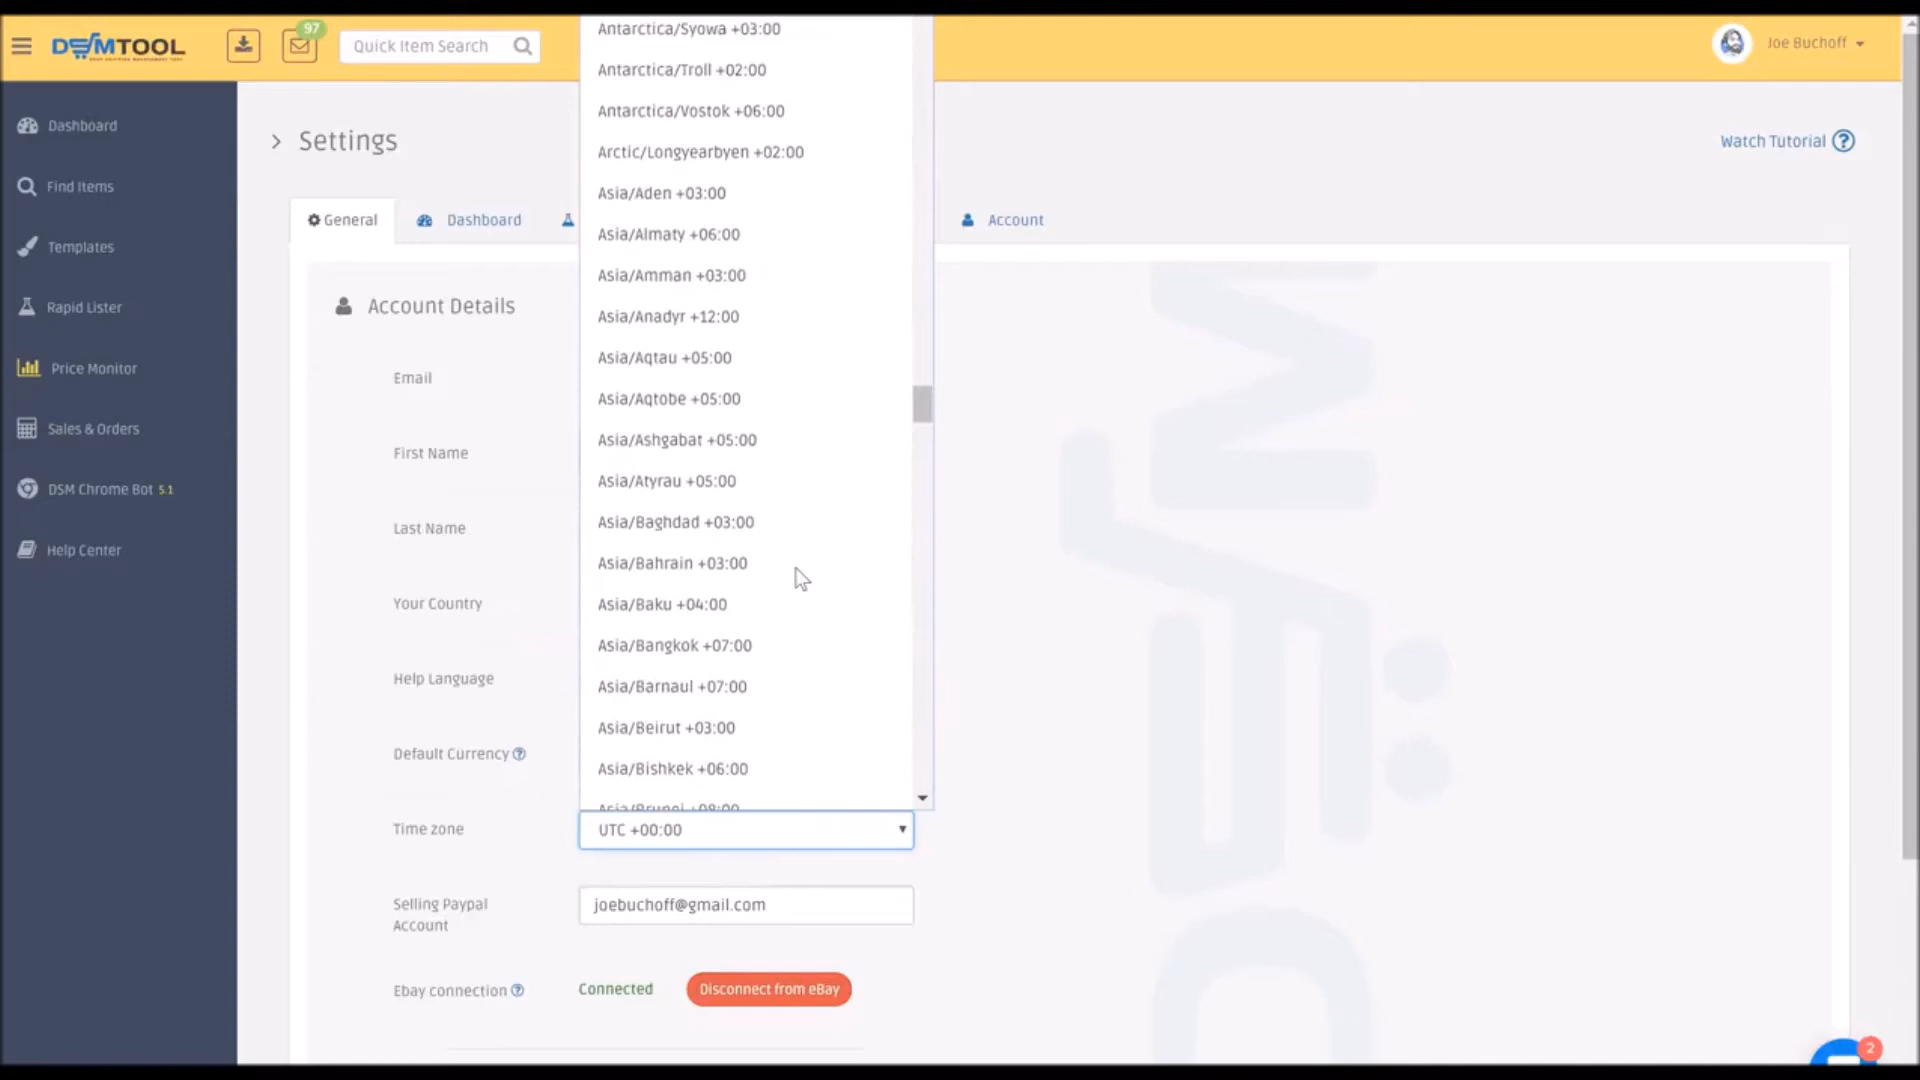 DSMTOOL
97
Quick Item Search
Joe Buchoff
Dashboard
Find Items
Templates
Rapid Lister
Price Monitor
Sales & Orders
DSM Chrome Bot 5.1
Help Center
Settings
Watch Tutorial
General
Dashboard
Account
Account Details
Email
First Name
Last Name
Your Country
Help Language
Default Currency
Time zone
Antarctica/Syowa +03:00
Antarctica/Troll +02:00
Antarctica/Vostok +06:00
Arctic/Longyearbyen +02:00
Asia/Aden +03:00
Asia/Almaty +06:00
Asia/Amman +03:00
Asia/Anadyr +12:00
Asia/Aqtau +05:00
Asia/Aqtobe +05:00
Asia/Ashgabat +05:00
Asia/Atyrau +05:00
Asia/Baghdad +03:00
Asia/Bahrain +03:00
Asia/Baku +04:00
Asia/Bangkok +07:00
Asia/Barnaul +07:00
Asia/Beirut +03:00
Asia/Bishkek +06:00
Asia/Brunei +08:00
UTC +00:00
Selling Paypal
Account
joebuchoff@gmail.com
Ebay connection
Connected
Disconnect from eBay
2